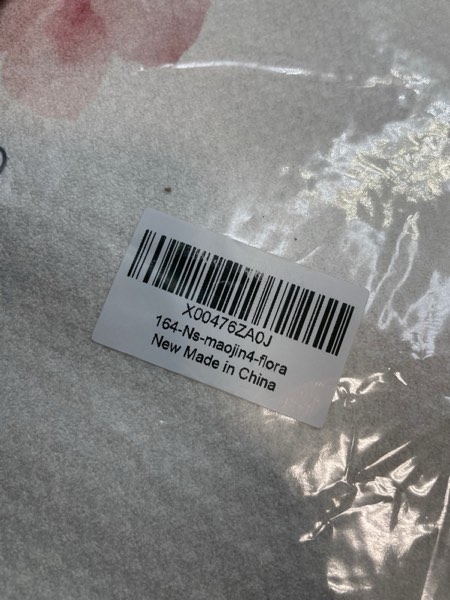 X00476ZA0J
164-Ns-maojin4-flora
New Made in China